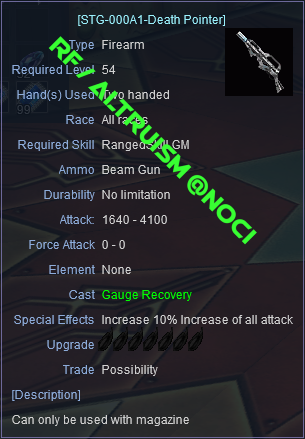 [STG-000A1-Death Pointer]
Type Firearm
Required Level 54
Hand(s) Used Two handed
Race All races
Required Skill Ranged Skill GM
Ammo Beam Gun
Durability No limitation
Attack: 1640 - 4100
Force Attack 0 - 0
Element None
Cast Gauge Recovery
Special Effects Increase 10% Increase of all attack
Upgrade
Trade Possibility
[Description]
Can only be used with magazine
RF / ALTRUISM @NOCI
99